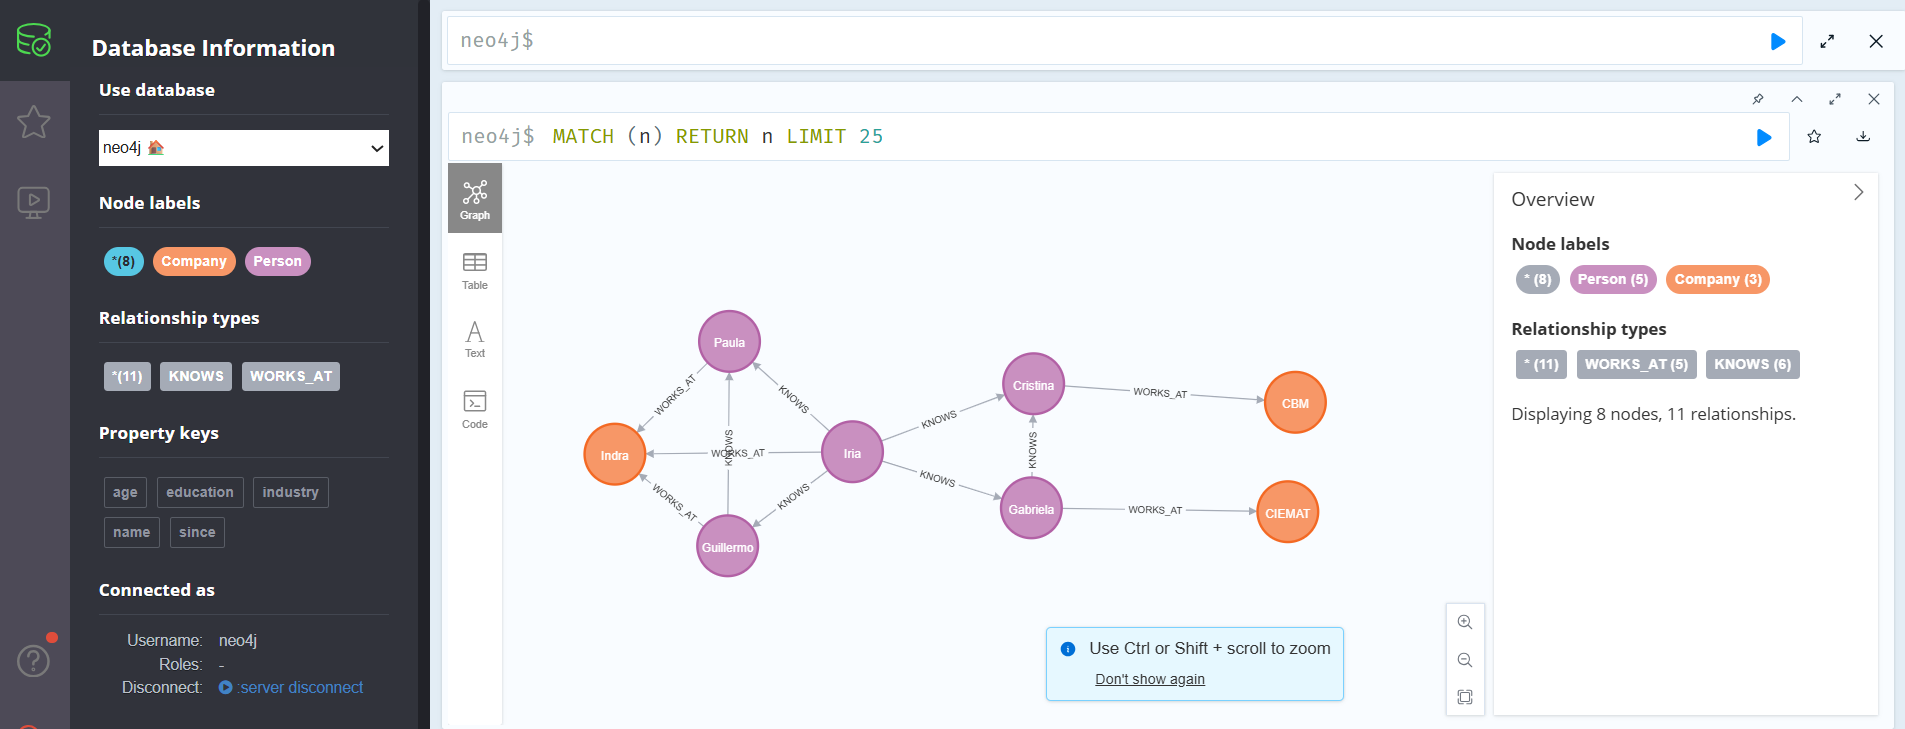 Database Information
Use database
neo4j
Node labels
*(8) Company Person
Relationship types
*(11) KNOWS WORKS_AT
Property keys
age education industry
name since
Connected as
Username: neo4j
Roles: -
Disconnect: :server disconnect
neo4j$
neo4j$ MATCH (n) RETURN n LIMIT 25
Graph
Table
Text
Code
Paula
Cristina
CBM
Indra
Iria
Gabriela
CIEMAT
Guillermo
WORKS_AT
KNOWS
KNOWS
WORKS_AT
WORKS_AT
KNOWS
KNOWS
KNOWS
WORKS_AT
KNOWS
WORKS_AT
Use Ctrl or Shift + scroll to zoom
Don't show again
Overview
Node labels
* (8) Person (5) Company (3)
Relationship types
* (11) WORKS_AT (5) KNOWS (6)
Displaying 8 nodes, 11 relationships.